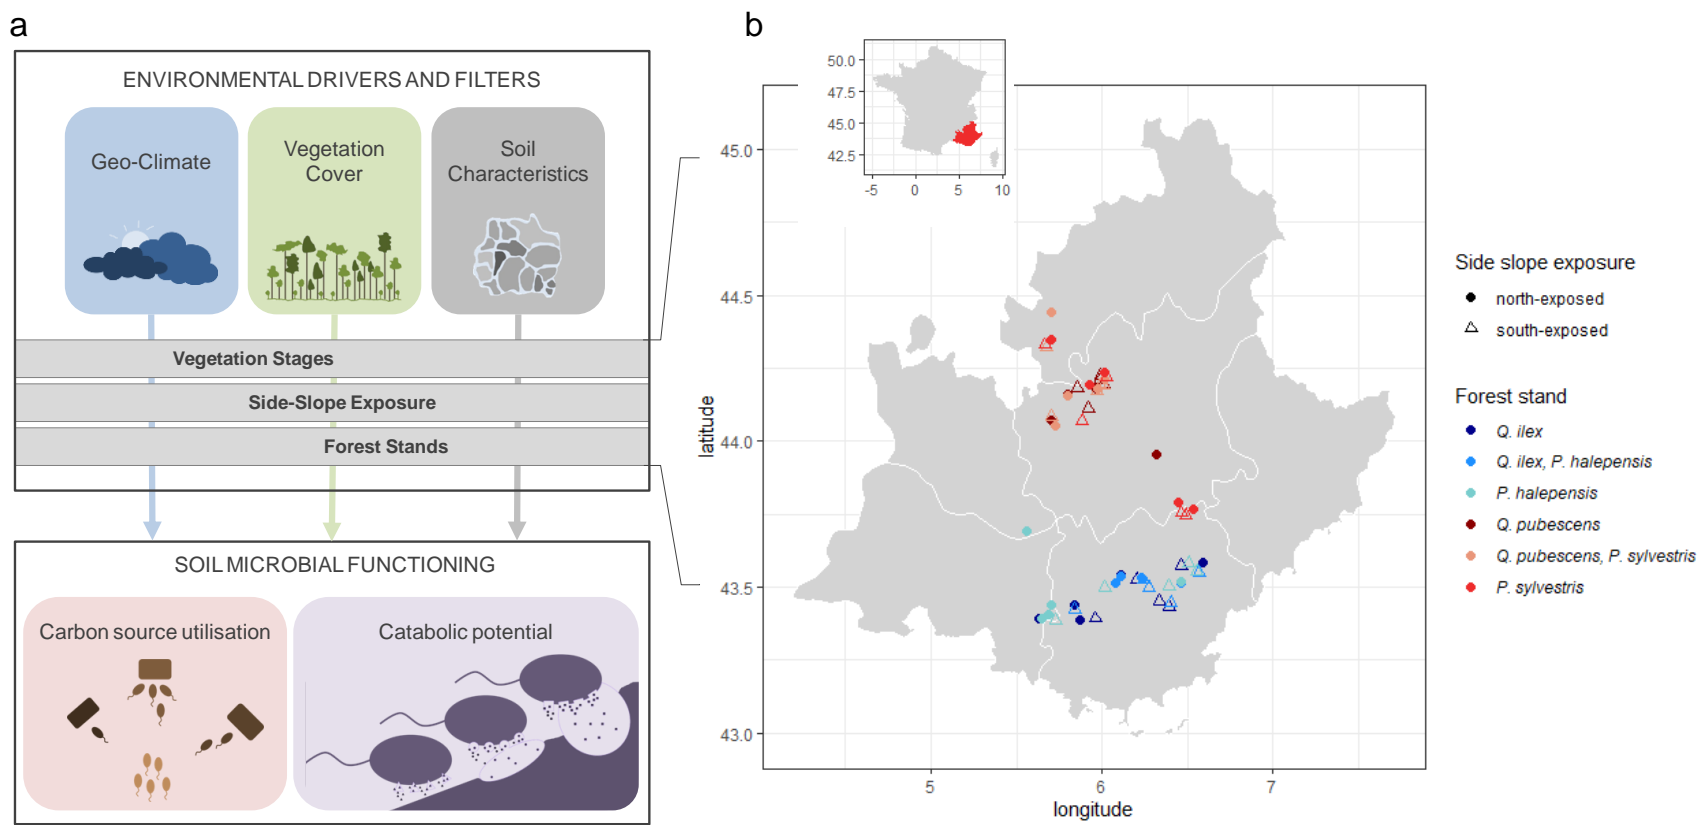 a
ENVIRONMENTAL DRIVERS AND FILTERS
Geo-Climate
Vegetation
Cover
Soil
Characteristics
Vegetation Stages
Side-Slope Exposure
Forest Stands
SOIL MICROBIAL FUNCTIONING
Carbon source utilisation
Catabolic potential
b
50.0
47.5
45.0
42.5
-5 0 5 10
45.0
44.5
44.0
43.5
43.0
latitude
5 6 7
longitude
Side slope exposure
north-exposed
south-exposed
Forest stand
Q. ilex
Q. ilex, P. halepensis
P. halepensis
Q. pubescens
Q. pubescens, P. sylvestris
P. sylvestris